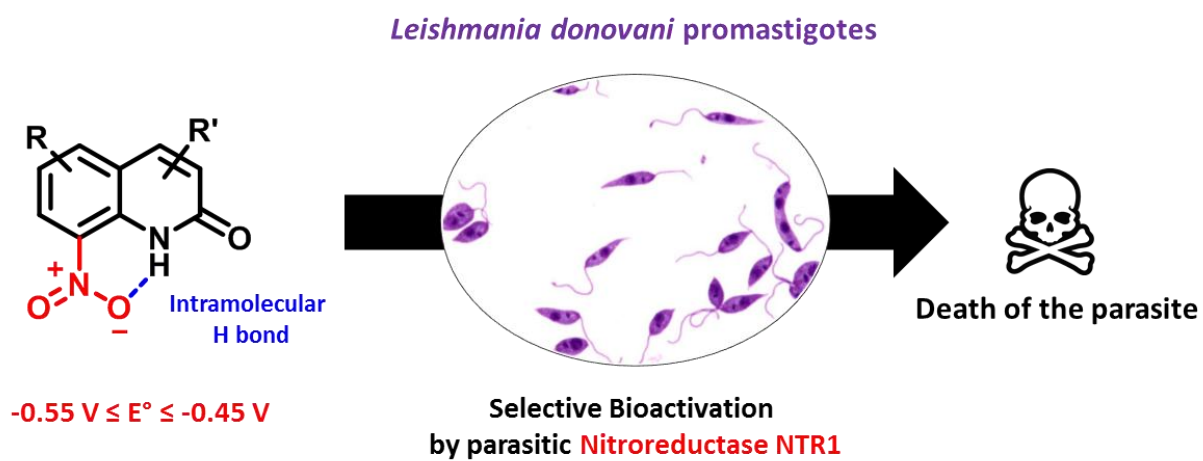 Leishmania donovani promastigotes
R
R'
N
H
O
+
N
O
O
−
Intramolecular
H bond
-0.55 V ≤ E° ≤ -0.45 V
Selective Bioactivation
by parasitic Nitroreductase NTR1
Death of the parasite